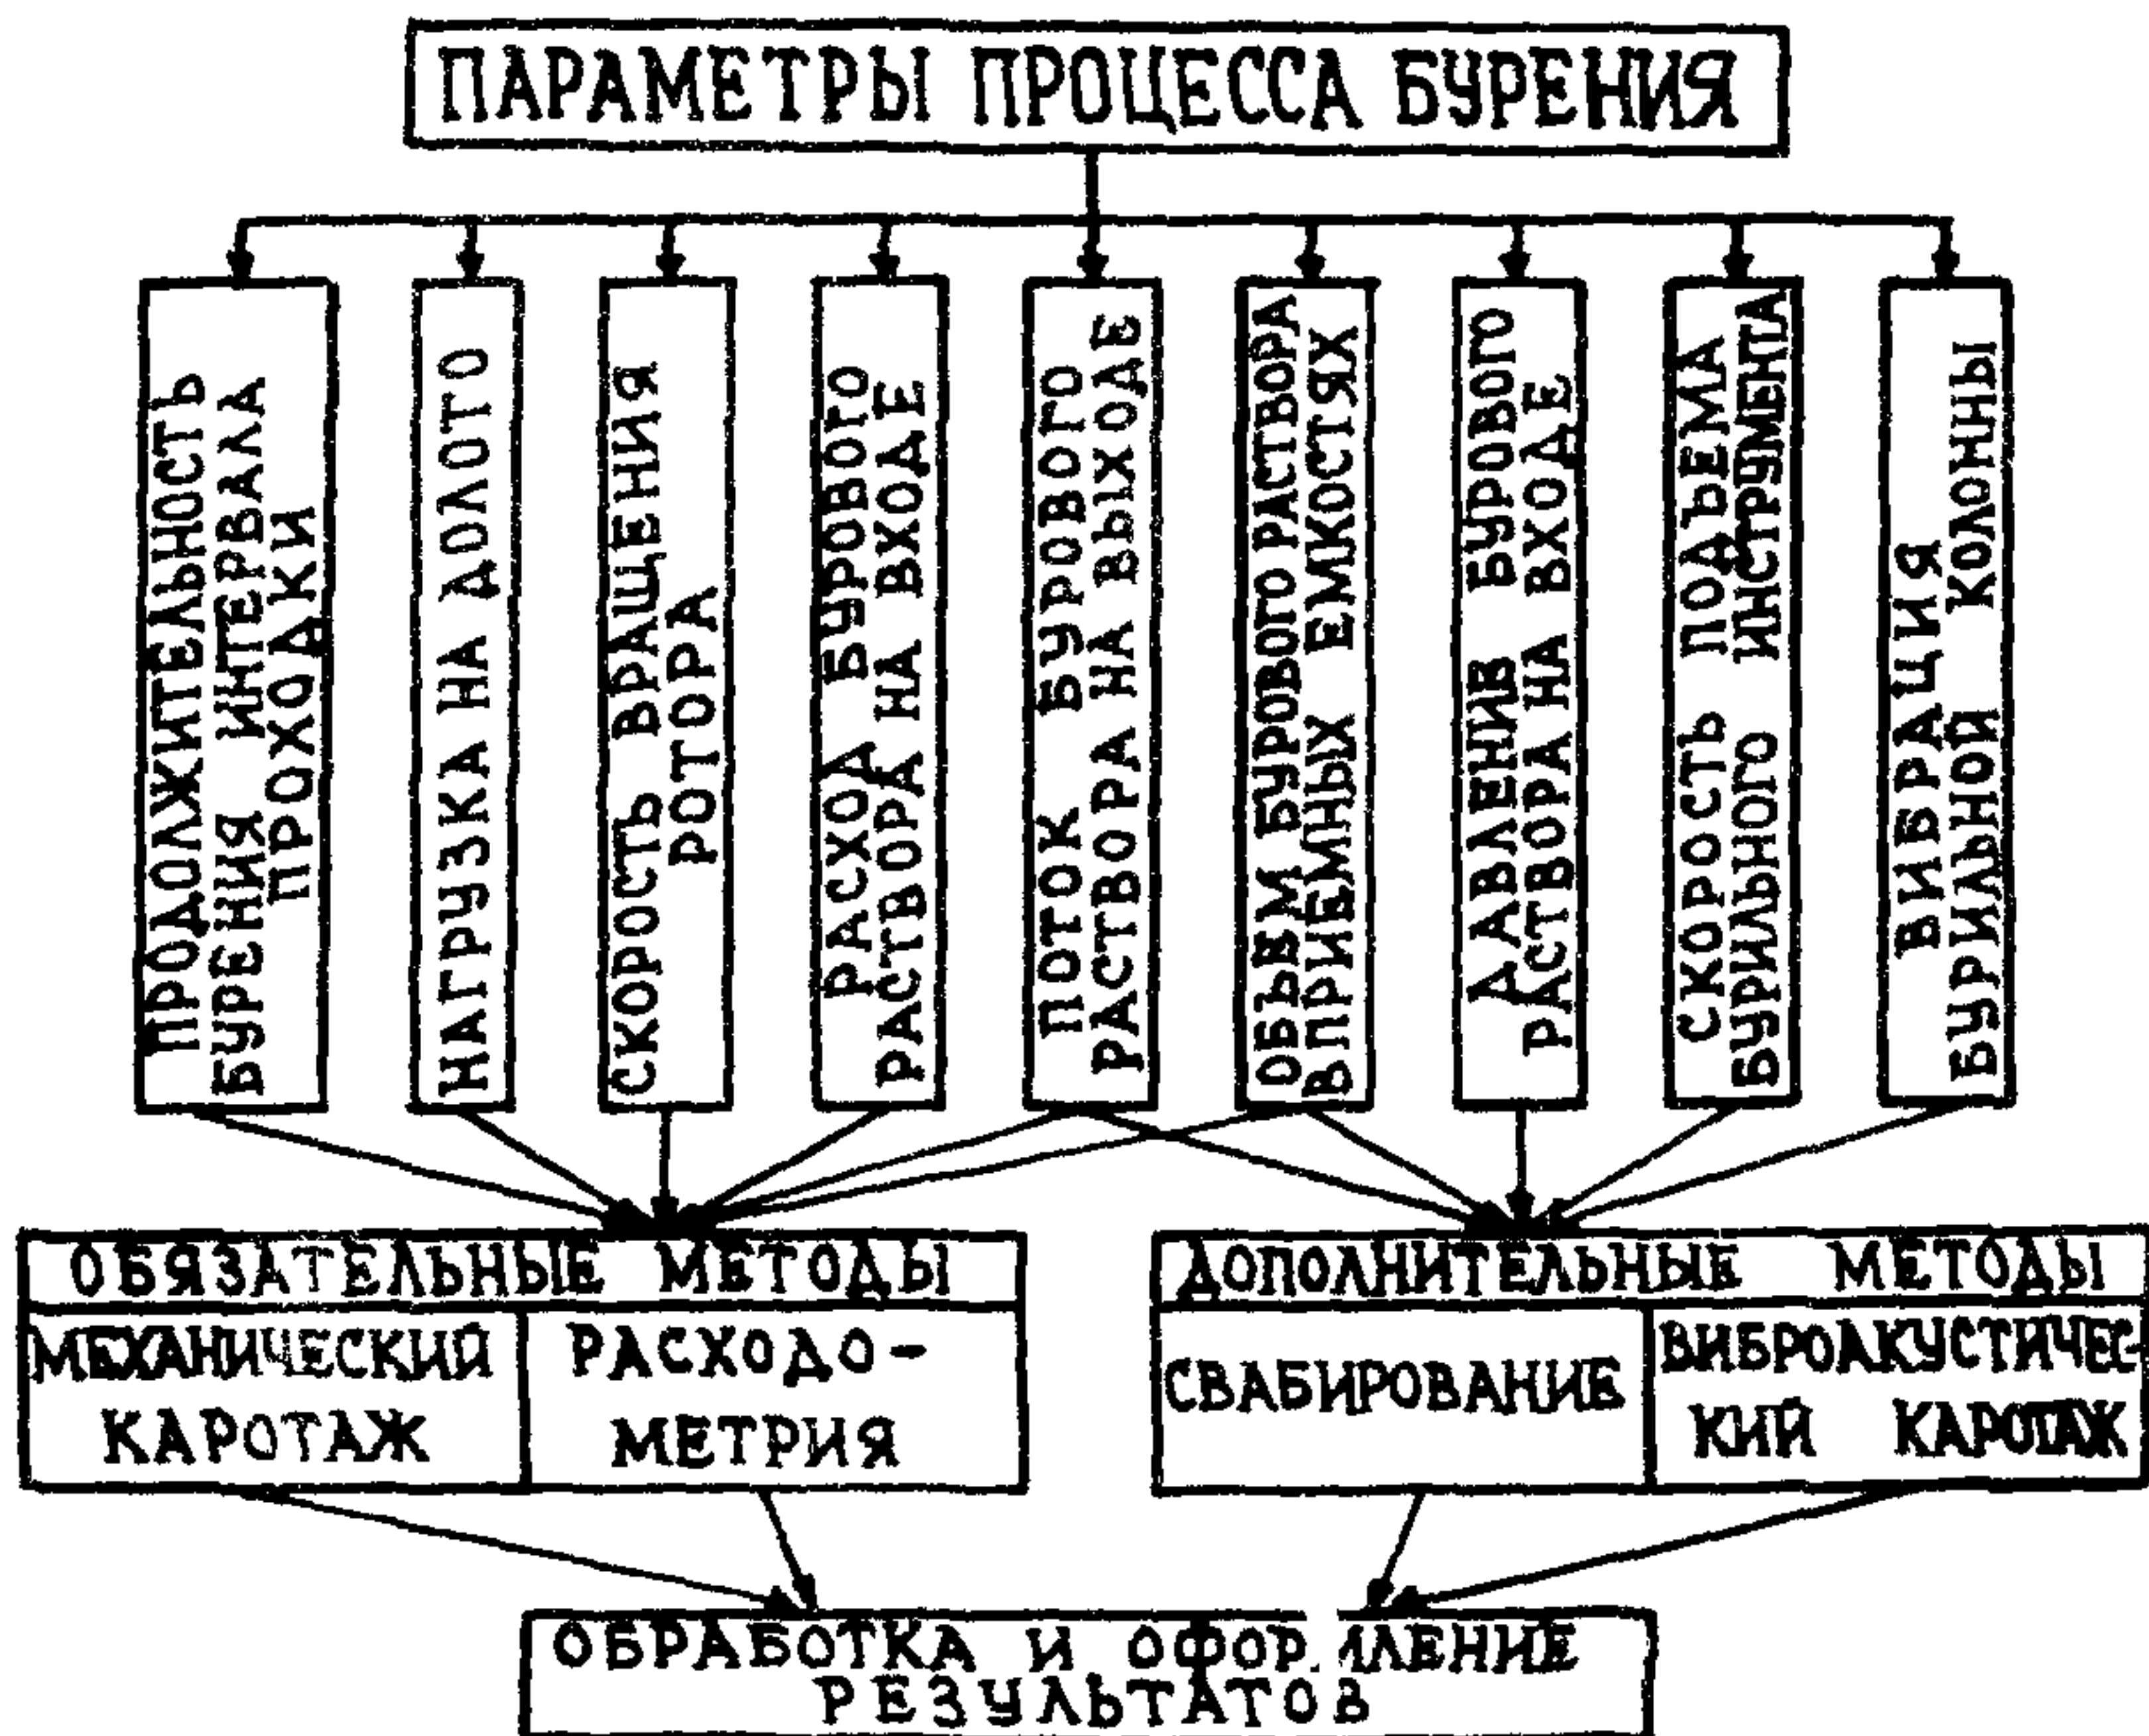 ПАРАМЕТРЫ ПРОЦЕССА БУРЕНИЯ
ПРОДОЛЖИТЕЛЬНОСТЬ
БУРЕНИЯ ИНТЕРВАЛА
ПРОХОДКИ
НАГРУЗКА НА ДОЛОТО
СКОРОСТЬ ВРАЩЕНИЯ
РОТОРА
РАСХОД БУРОВОГО
РАСТВОРА НА ВХОДЕ
ПОТОК БУРОВОГО
РАСТВОРА НА ВЫХОДЕ
ОБЪЕМ БУРОВОГО РАСТВОРА
В ПРИЕМНЫХ ЕМКОСТЯХ
ДАВЛЕНИЕ БУРОВОГО
РАСТВОРА НА ВХОДЕ
СКОРОСТЬ ПОДЪЕМА
БУРИЛЬНОГО ИНСТРУМЕНТА
ВИБРАЦИЯ
БУРИЛЬНОЙ КОЛОННЫ
ОБЯЗАТЕЛЬНЫЕ МЕТОДЫ
МЕХАНИЧЕСКИЙ
КАРОТАЖ
РАСХОДО-
МЕТРИЯ
ДОПОЛНИТЕЛЬНЫЕ МЕТОДЫ
СВАБИРОВАНИЕ
ВИБРОАКУСТИЧЕС-
КИЙ КАРОТАЖ
ОБРАБОТКА И ОФОРМЛЕНИЕ
РЕЗУЛЬТАТОВ